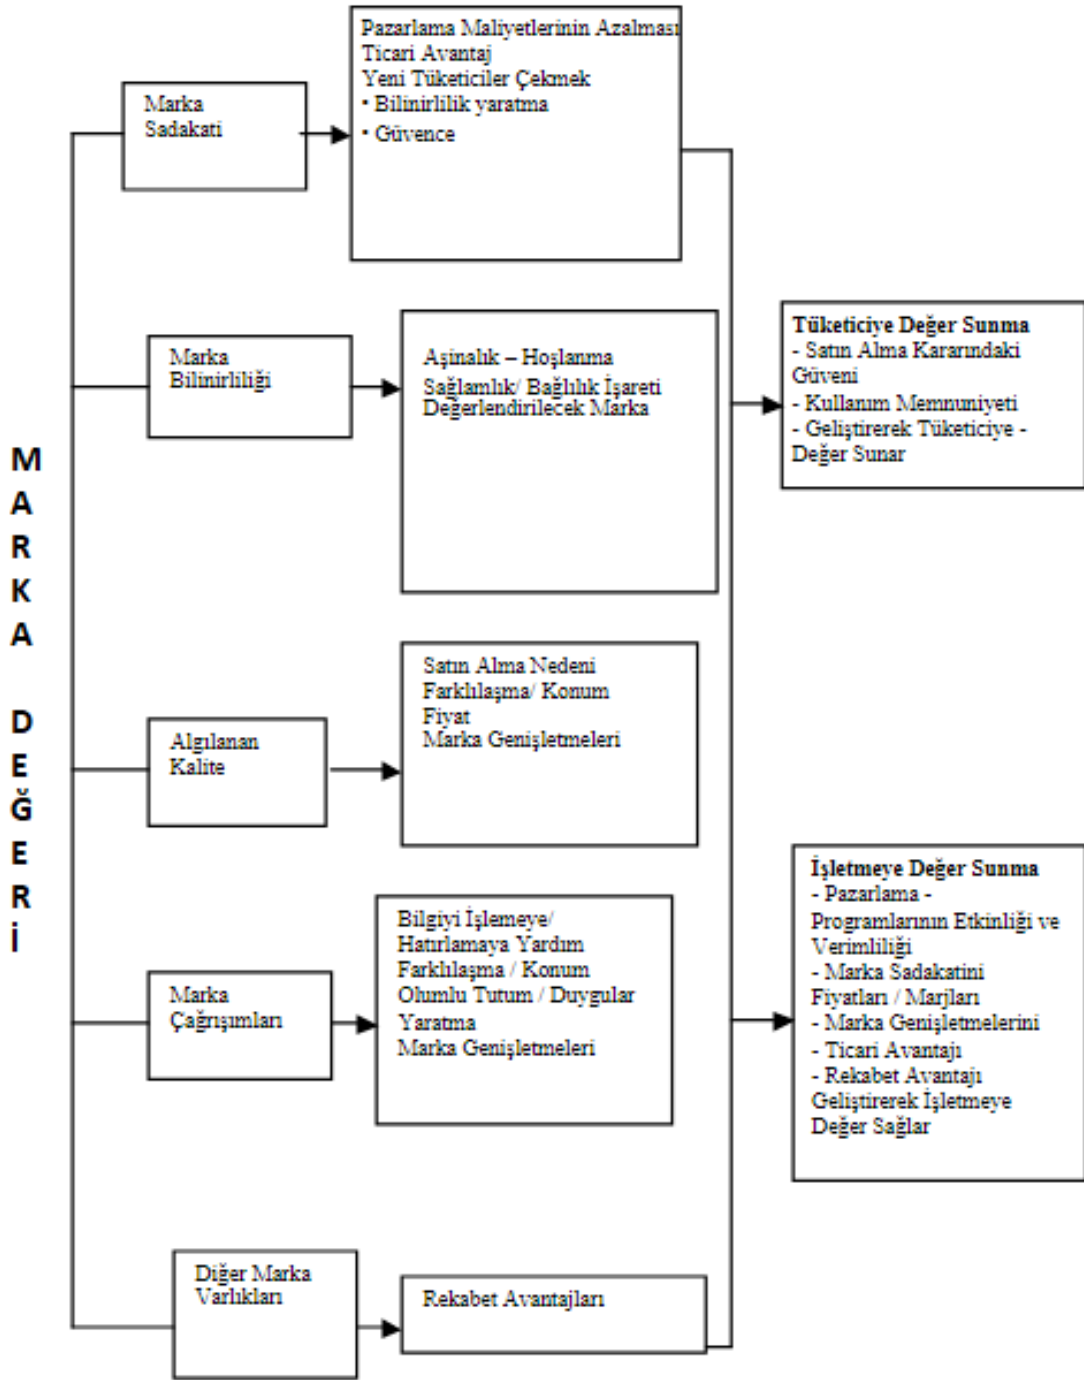 MARKA DEĞERİ
Marka
Sadakati
Pazarlama Maliyetlerinin Azalması
Ticari Avantaj
Yeni Tüketiciler Çekmek
▪ Bilinirlilik yaratma
▪ Güvence
Marka
Bilinirliliği
Aşinalık – Hoşlanma
Sağlamlık/ Bağlılık İşareti
Değerlendirilecek Marka
Tüketiciye Değer Sunma
- Satın Alma Kararındaki
Güveni
- Kullanım Memnuniyeti
- Geliştirerek Tüketiciye -
Değer Sunar
Algılanan
Kalite
Satın Alma Nedeni
Farklılaşma/ Konum
Fiyat
Marka Genişletmeleri
Marka
Çağrışımları
Bilgiyi İşlemeye/
Hatırlamaya Yardım
Farklılaşma / Konum
Olumlu Tutum / Duygular
Yaratma
Marka Genişletmeleri
İşletmeye Değer Sunma
- Pazarlama -
Programlarının Etkinliği ve
Verimliliği
- Marka Sadakatini
Fiyatları / Marjları
- Marka Genişletmelerini
- Ticari Avantajı
- Rekabet Avantajı
Geliştirerek İşletmeye
Değer Sağlar
Diğer Marka
Varlıkları
Rekabet Avantajları